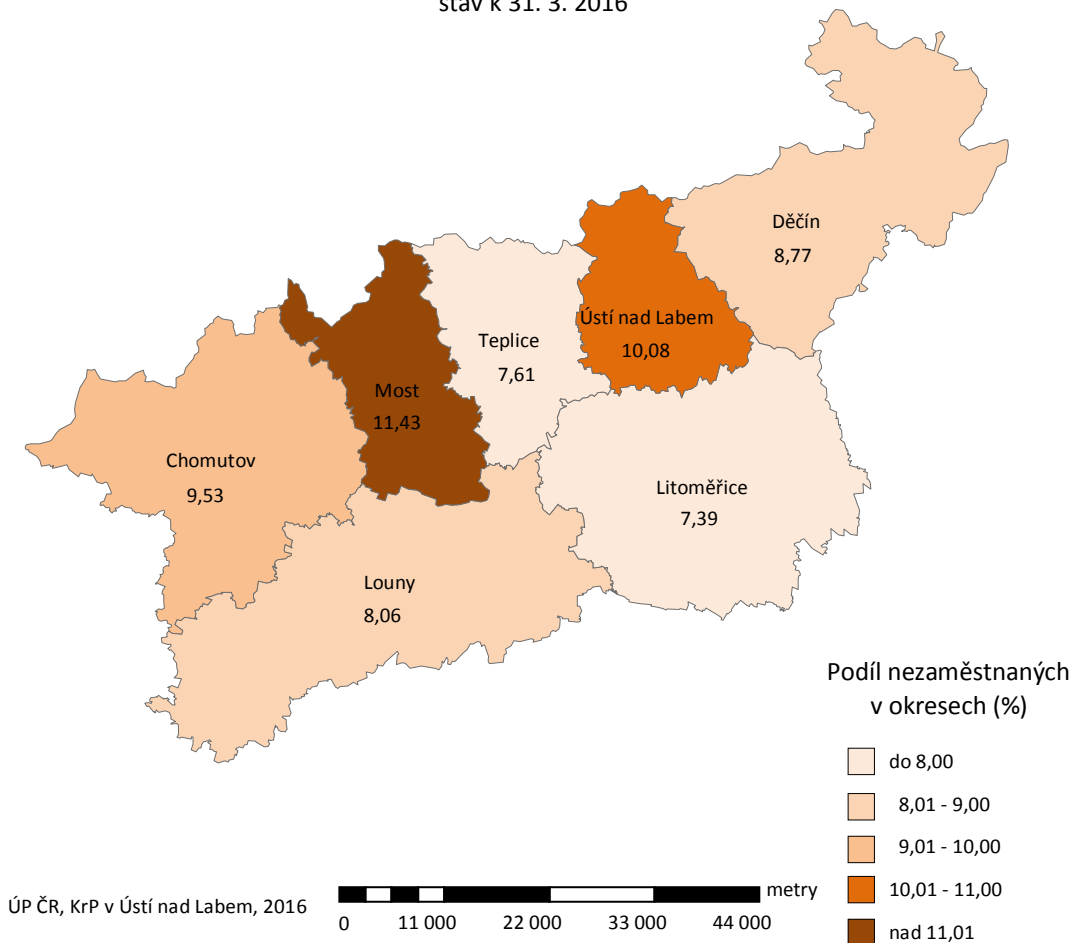 stav k 31. 3. 2016
Děčín
8,77
Ústí nad Labem
10,08
Teplice
7,61
Most
11,43
Chomutov
9,53
Litoměřice
7,39
Louny
8,06
Podíl nezaměstnaných
v okresech (%)
do 8,00
8,01 - 9,00
9,01 - 10,00
10,01 - 11,00
nad 11,01
ÚP ČR, KrP v Ústí nad Labem, 2016
metry
0 11 000 22 000 33 000 44 000